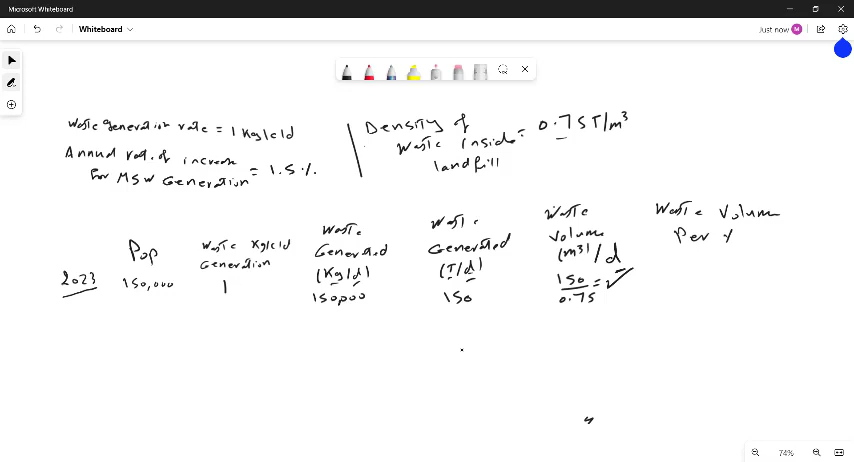 Microsoft Whiteboard
Whiteboard
Just now
M
Waste generation rate = 1 Kg/c/d
Annual rate of increase
for MSW Generation = 1.5 %.
Density of
Waste inside = 0.75 T/m³
landfill
Pop
Waste Kg/c/d
Generation
Waste
Generated
(Kg/d)
Waste
Generated
(T/d)
Waste
Volume
(m³)/d
Waste Volume
Per Y
2023
150,000
1
150,000
150
150
0.75
= ✓
74%